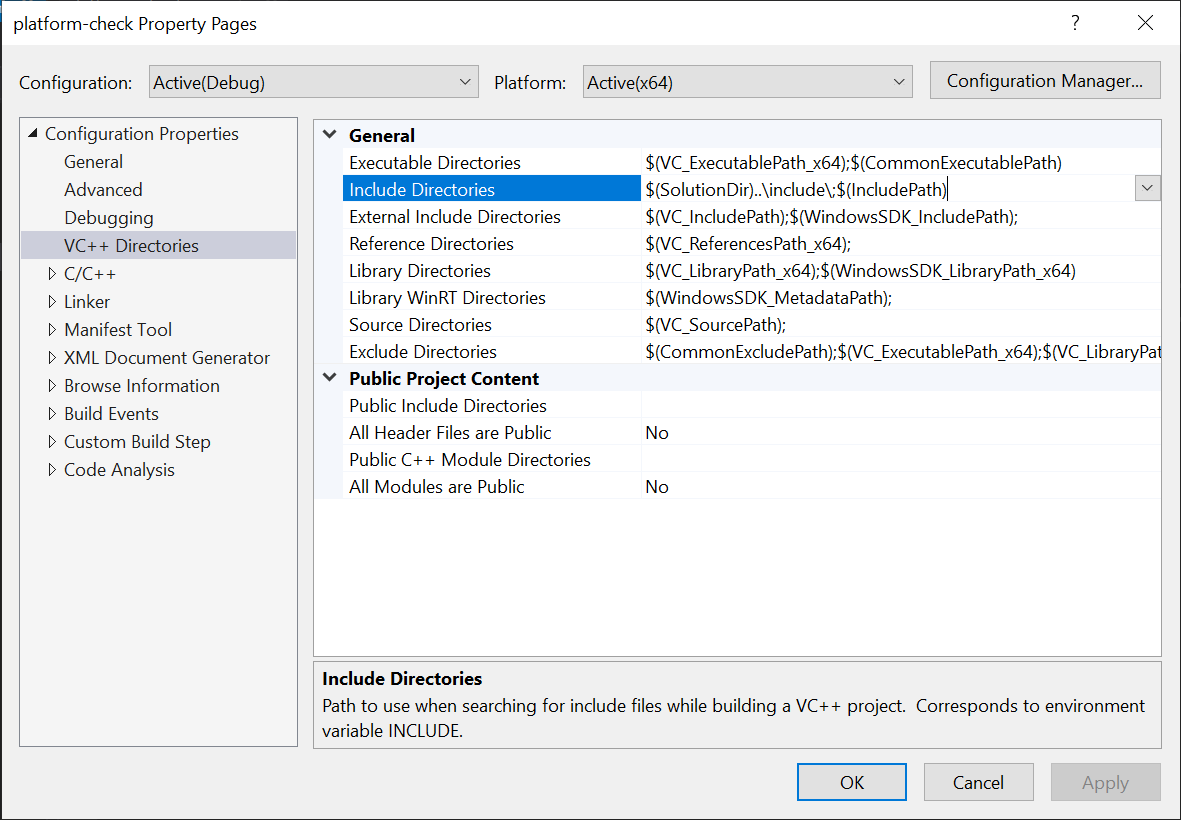 platform-check Property Pages
?
Configuration: Active(Debug) Platform: Active(x64) Configuration Manager...
Configuration Properties
General
Advanced
Debugging
VC++ Directories
C/C++
Linker
Manifest Tool
XML Document Generator
Browse Information
Build Events
Custom Build Step
Code Analysis
General
Executable Directories $(VC_ExecutablePath_x64);$(CommonExecutablePath)
Include Directories $(SolutionDir)..\include\;$(IncludePath)
External Include Directories $(VC_IncludePath);$(WindowsSDK_IncludePath);
Reference Directories $(VC_ReferencesPath_x64);
Library Directories $(VC_LibraryPath_x64);$(WindowsSDK_LibraryPath_x64)
Library WinRT Directories $(WindowsSDK_MetadataPath);
Source Directories $(VC_SourcePath);
Exclude Directories $(CommonExcludePath);$(VC_ExecutablePath_x64);$(VC_LibraryPat
Public Project Content
Public Include Directories
All Header Files are Public No
Public C++ Module Directories
All Modules are Public No
Include Directories
Path to use when searching for include files while building a VC++ project.  Corresponds to environment
variable INCLUDE.
OK Cancel Apply